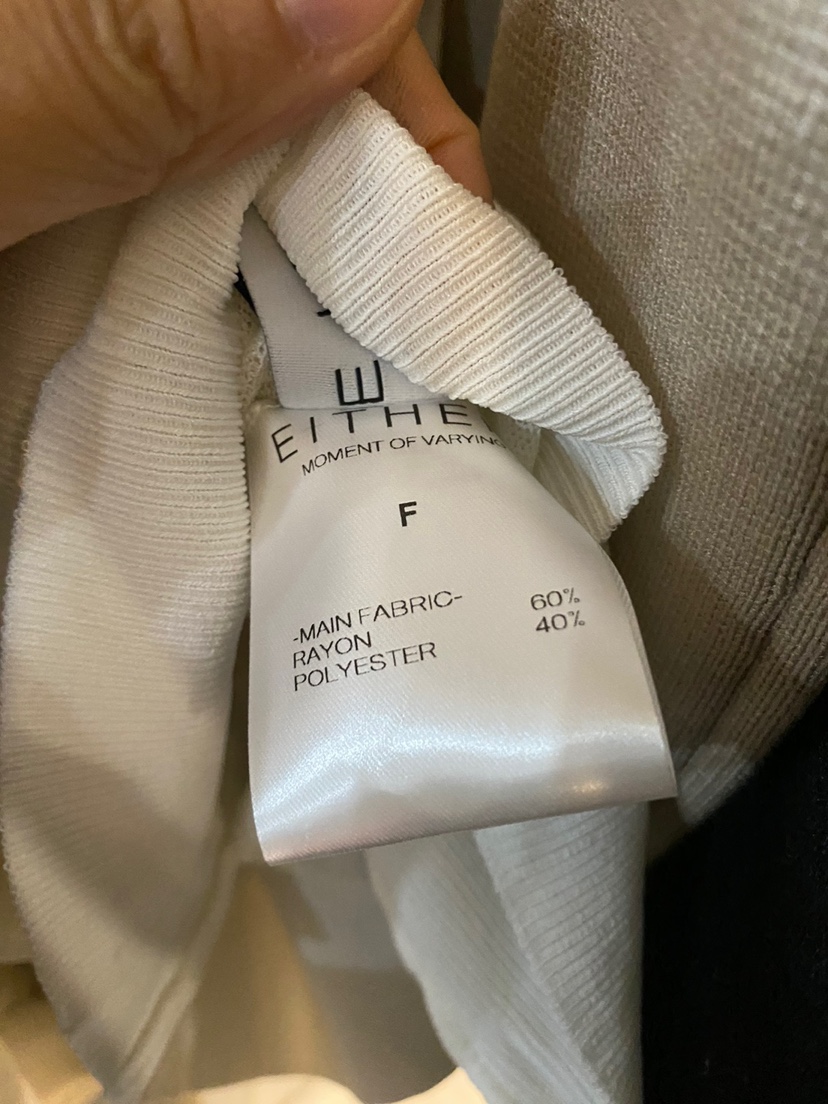 E
EITHE
MOMENT OF VARYING
F
-MAIN FABRIC-
RAYON 60%
POLYESTER 40%